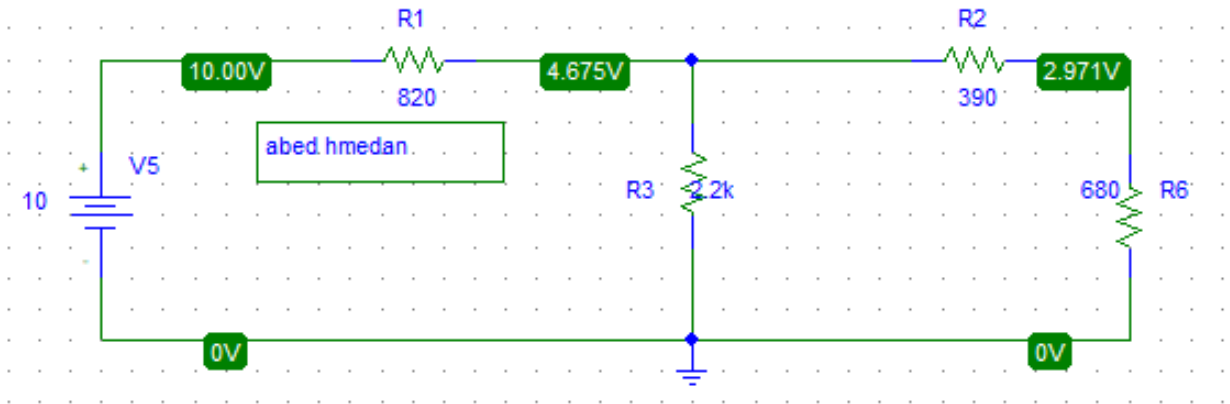 R1
R2
10.00V
4.675V
2.971V
820
390
abed hmedan
V5
10
R3
2.2k
680
R6
0V
0V